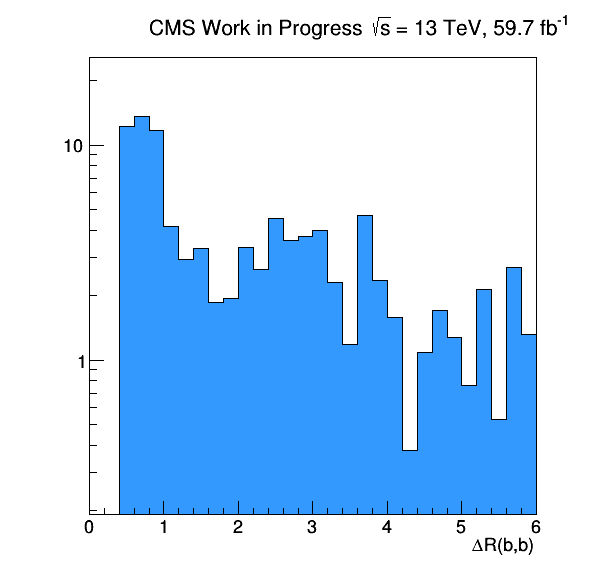 CMS Work in Progress √s = 13 TeV, 59.7 fb⁻¹
10
1
0 1 2 3 4 5 6
ΔR(b,b)